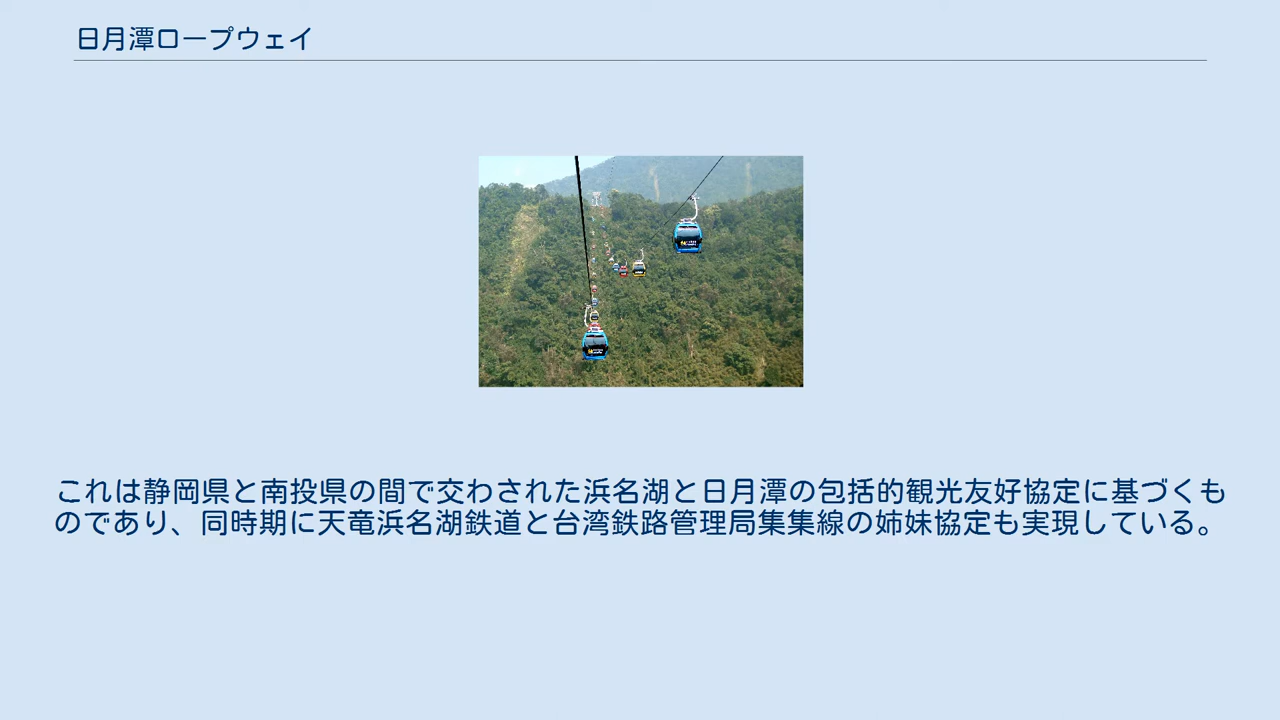 日月潭ロープウェイ
これは静岡県と南投県の間で交わされた浜名湖と日月潭の包括的観光友好協定に基づくも
のであり、同時期に天竜浜名湖鉄道と台湾鉄路管理局集集線の姉妹協定も実現している。